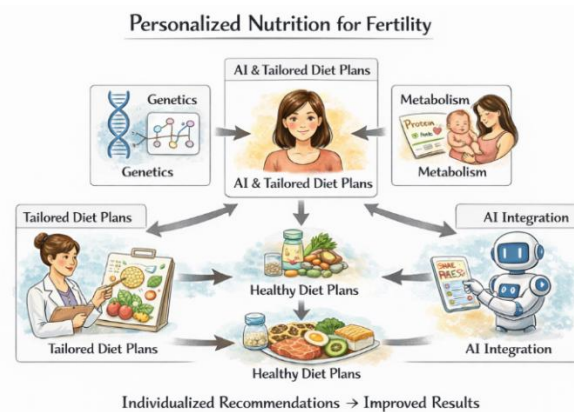 Personalized Nutrition for Fertility
AI & Tailored Diet Plans
Genetics
Genetics
AI & Tailored Diet Plans
Metabolism
Protein
Metabolism
Tailored Diet Plans
Tailored Diet Plans
AI Integration
AI Integration
Healthy Diet Plans
Healthy Diet Plans
Individualized Recommendations → Improved Results